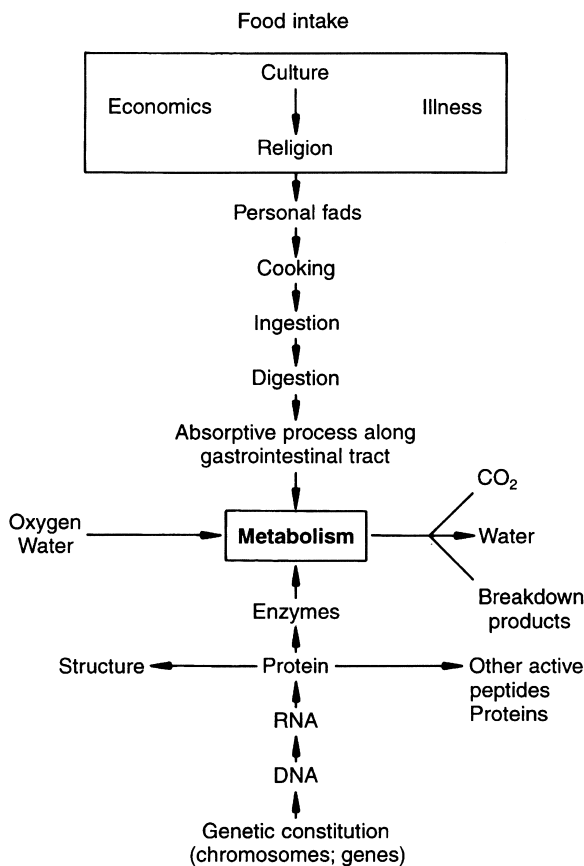 Food intake
Culture
Economics
Illness
Religion
Personal fads
Cooking
Ingestion
Digestion
Absorptive process along
gastrointestinal tract
CO₂
Oxygen
Water
Metabolism
Water
Breakdown
products
Enzymes
Structure
Protein
Other active
peptides
Proteins
RNA
DNA
Genetic constitution
(chromosomes; genes)